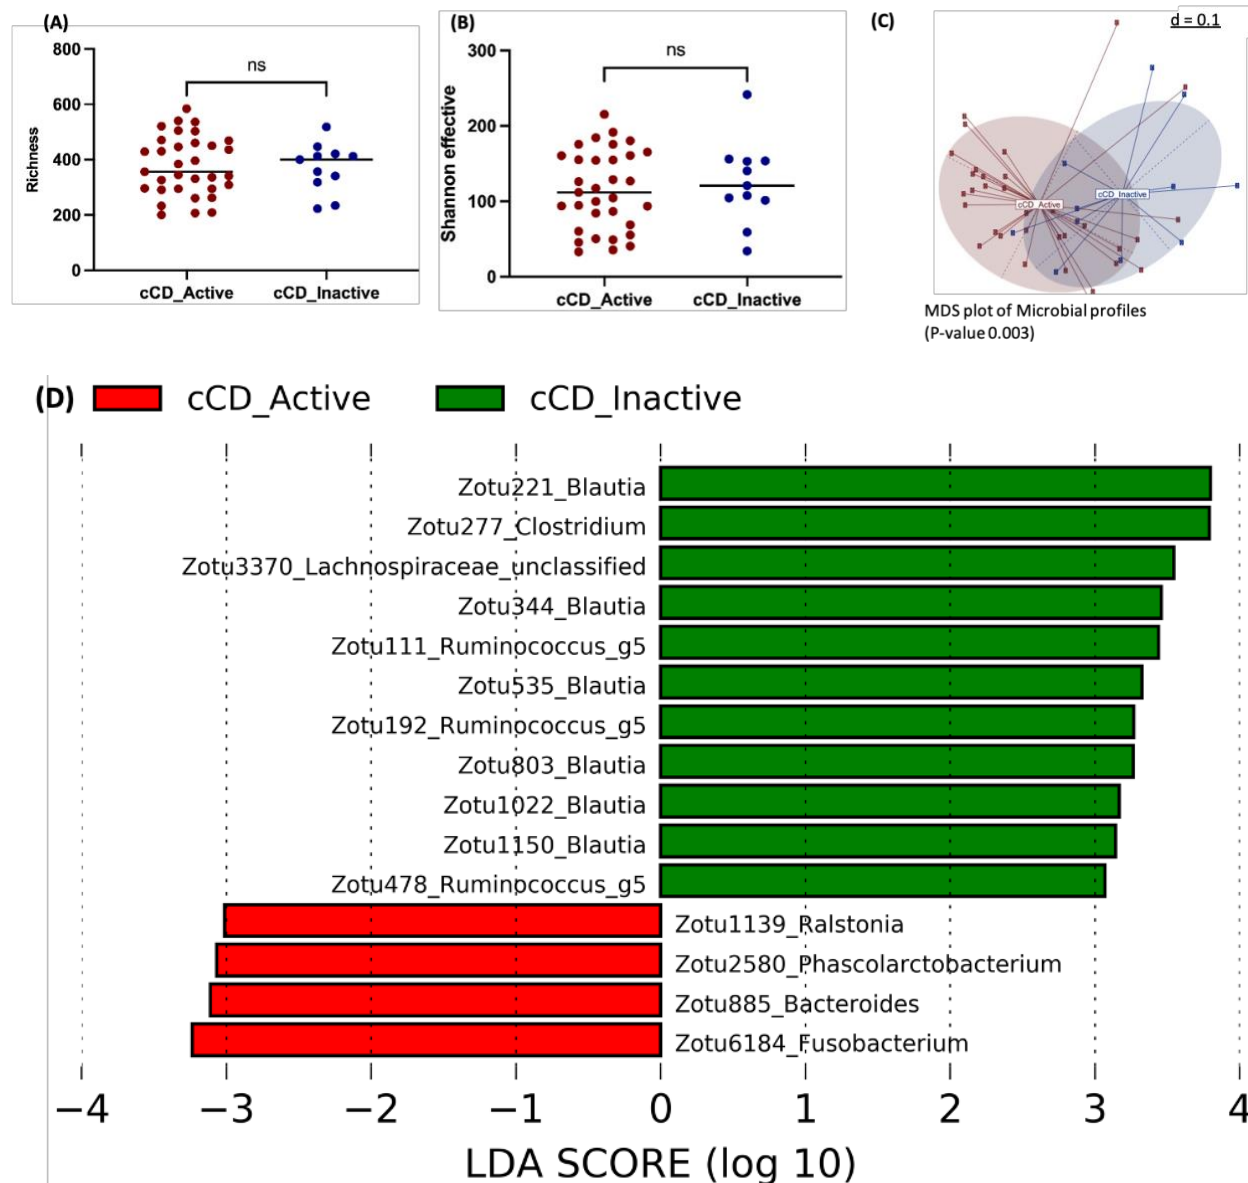 (A)
Richness
800
600
400
200
0
ns
cCD_Active cCD_Inactive
(B)
Shannon effective
300
200
100
0
ns
cCD_Active cCD_Inactive
(C)
d = 0.1
cCD_Active
cCD_Inactive
MDS plot of Microbial profiles
(P-value 0.003)
(D) cCD_Active cCD_Inactive
Zotu221_Blautia
Zotu277_Clostridium
Zotu3370_Lachnospiraceae_unclassified
Zotu344_Blautia
Zotu111_Ruminococcus_g5
Zotu535_Blautia
Zotu192_Ruminococcus_g5
Zotu803_Blautia
Zotu1022_Blautia
Zotu1150_Blautia
Zotu478_Ruminococcus_g5
Zotu1139_Ralstonia
Zotu2580_Phascolarctobacterium
Zotu885_Bacteroides
Zotu6184_Fusobacterium
−4 −3 −2 −1 0 1 2 3 4
LDA SCORE (log 10)